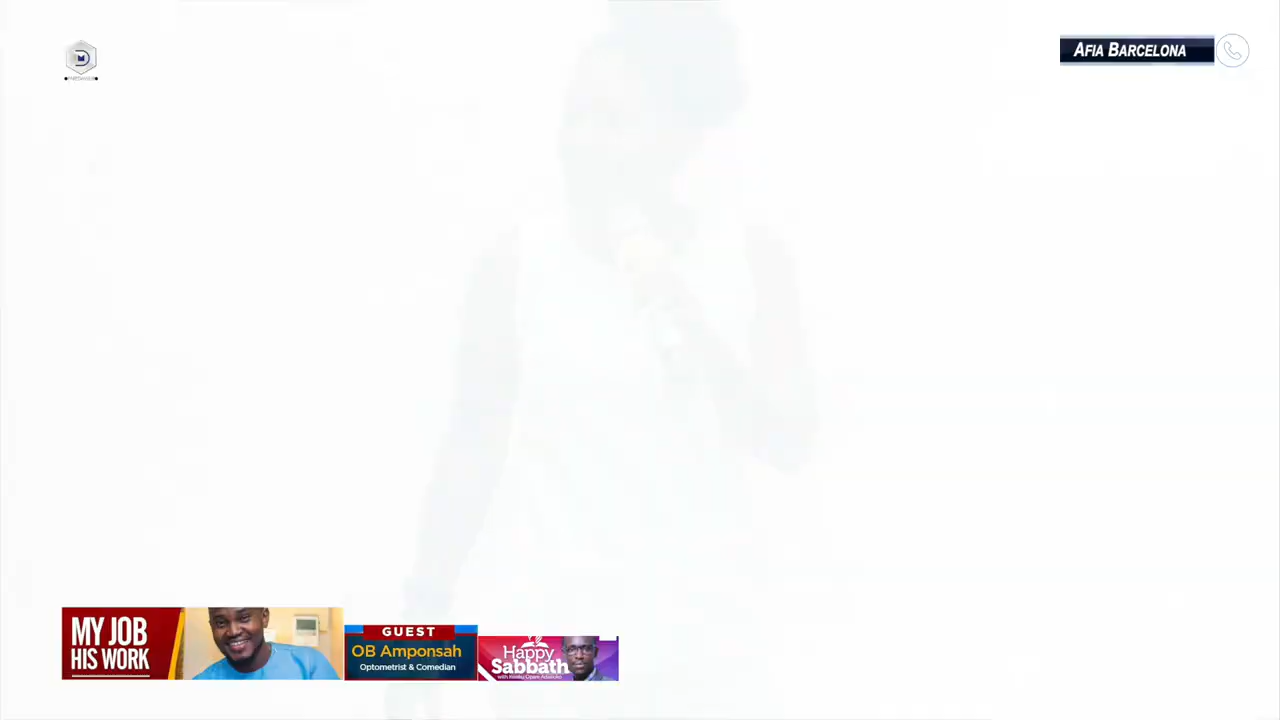 AFIA BARCELONA
MY JOB
HIS WORK
GUEST
OB Amponsah
Optometrist & Comedian
Happy
Sabbath